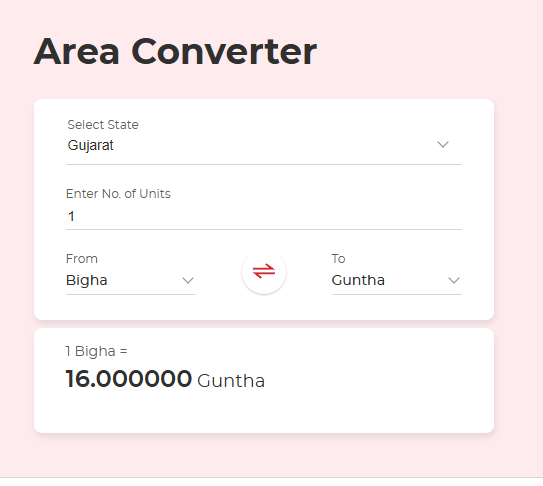 Area Converter
Select State
Gujarat
Enter No. of Units
1
From
To
Bigha
Guntha
1 Bigha =
16.000000 Guntha